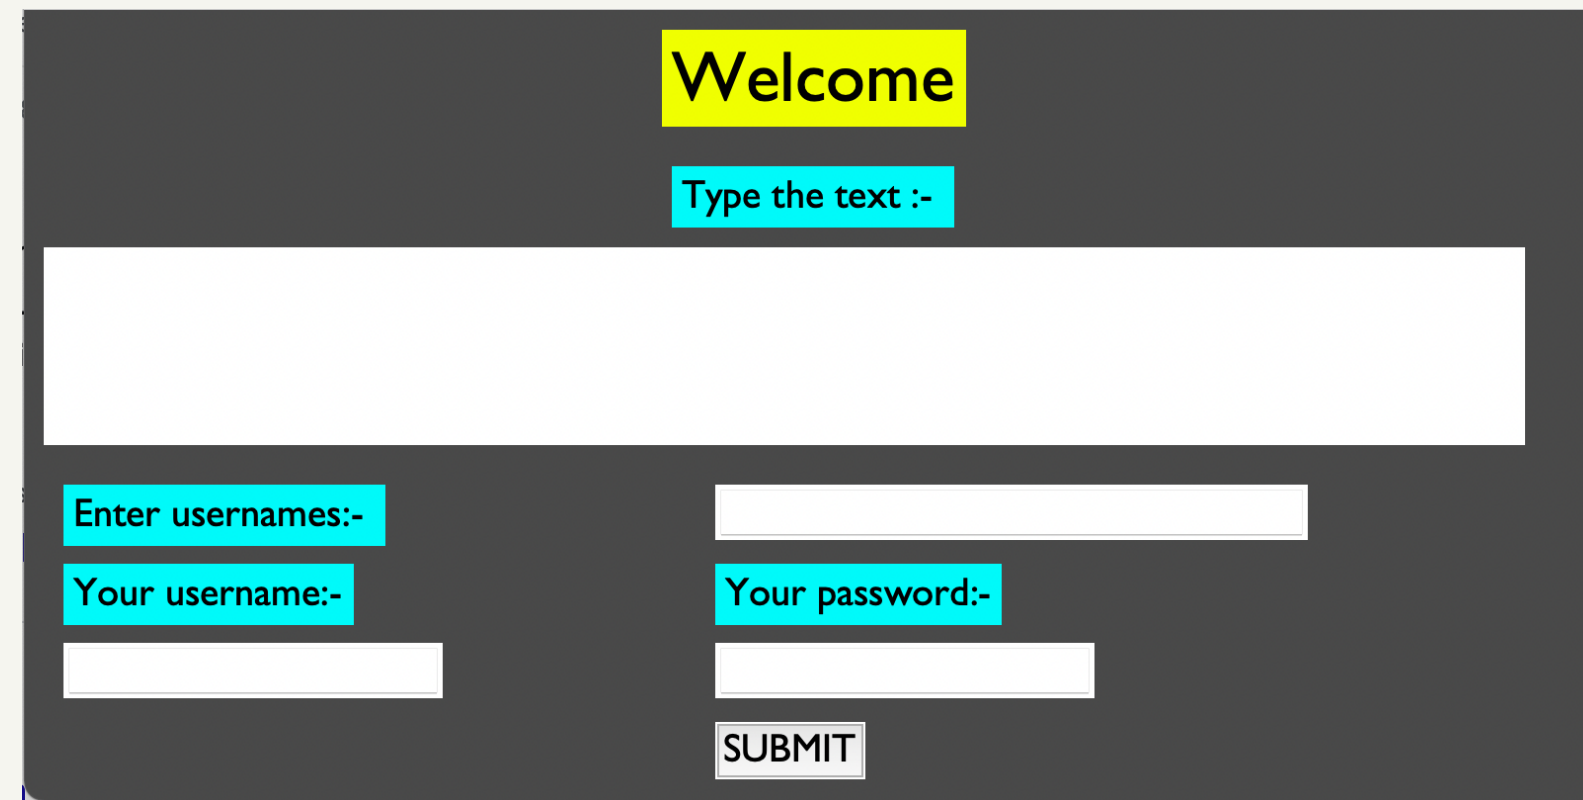 Welcome
Type the text :-
Enter usernames:-
Your username:-
Your password:-
SUBMIT